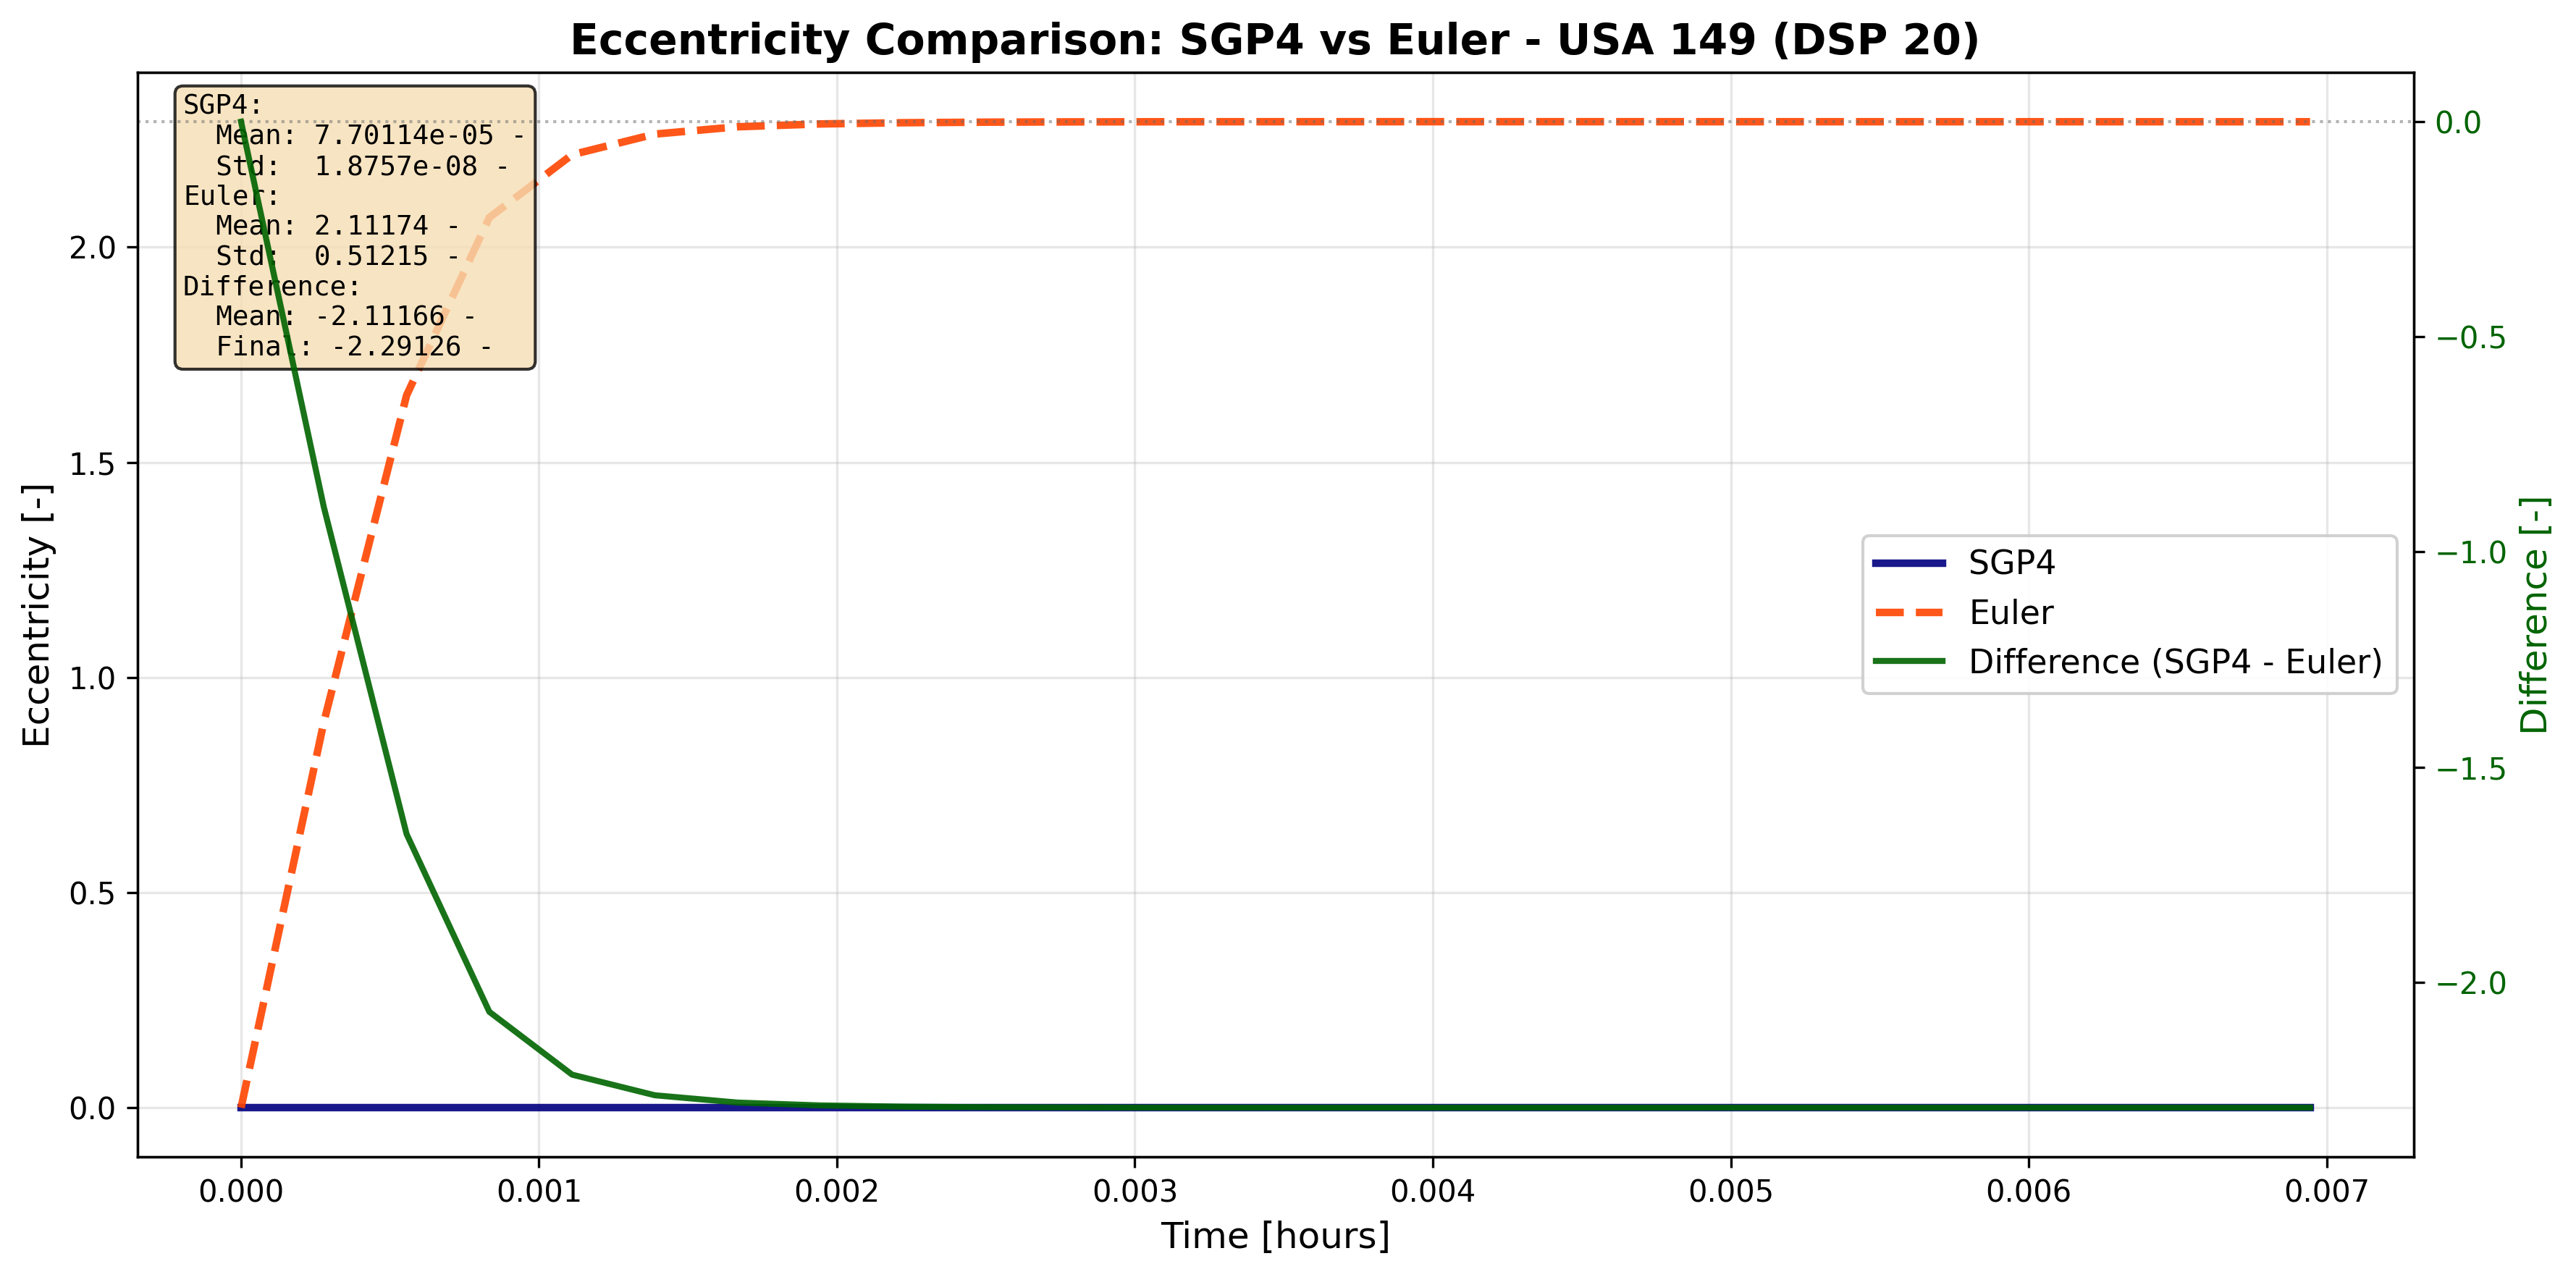 Eccentricity Comparison: SGP4 vs Euler - USA 149 (DSP 20)
SGP4:
Mean: 7.70114e-05 -
Std: 1.8757e-08 -
Euler:
Mean: 2.11174 -
Std: 0.51215 -
Difference:
Mean: -2.11166 -
Final: -2.29126 -
Eccentricity [-]
2.0
1.5
1.0
0.5
0.0
0.0
−0.5
−1.0
−1.5
−2.0
Difference [-]
SGP4
Euler
Difference (SGP4 - Euler)
0.000 0.001 0.002 0.003 0.004 0.005 0.006 0.007
Time [hours]